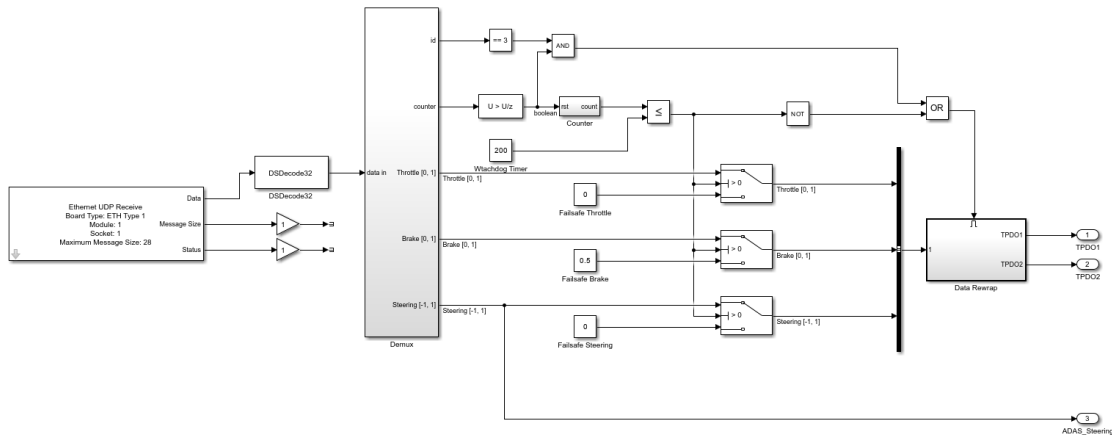 id
== 3
AND
counter
U > U/z
boolean
rst
count
Counter
≤
NOT
OR
200
Wtachdog Timer
Ethernet UDP Receive
Board Type: ETH Type 1
Module: 1
Socket: 1
Maximum Message Size: 28
Data
Message Size
Status
DSDecode32
DSDecode32
1
1
data in
Throttle [0, 1]
Throttle [0, 1]
0
Failsafe Throttle
> 0
Throttle [0, 1]
Brake [0, 1]
Brake [0, 1]
0.5
Failsafe Brake
> 0
Brake [0, 1]
Steering [-1, 1]
Steering [-1, 1]
0
Failsafe Steering
> 0
Steering [-1, 1]
Demux
TPDO1
TPDO2
Data Rewrap
1
TPDO1
2
TPDO2
3
ADAS_Steering